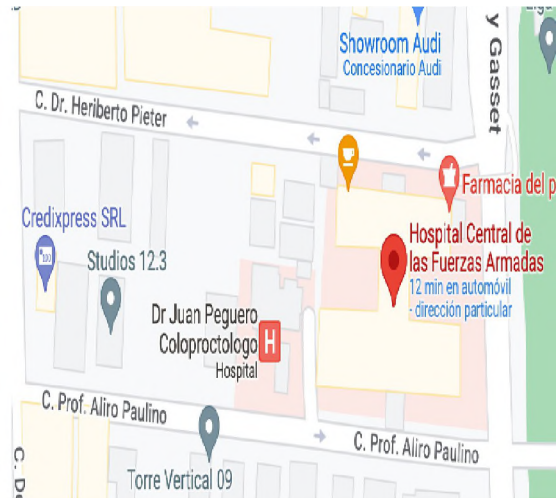 Showroom Audi
Concesionario Audi
y Gasset
C. Dr. Heriberto Pieter
Farmacia del p
Credixpress SRL
Hospital Central de
las Fuerzas Armadas
12 min en automóvil
- dirección particular
Studios 12.3
Dr Juan Peguero
Coloproctologo
Hospital
H
C. Prof. Aliro Paulino
C. Prof. Aliro Paulino
Torre Vertical 09